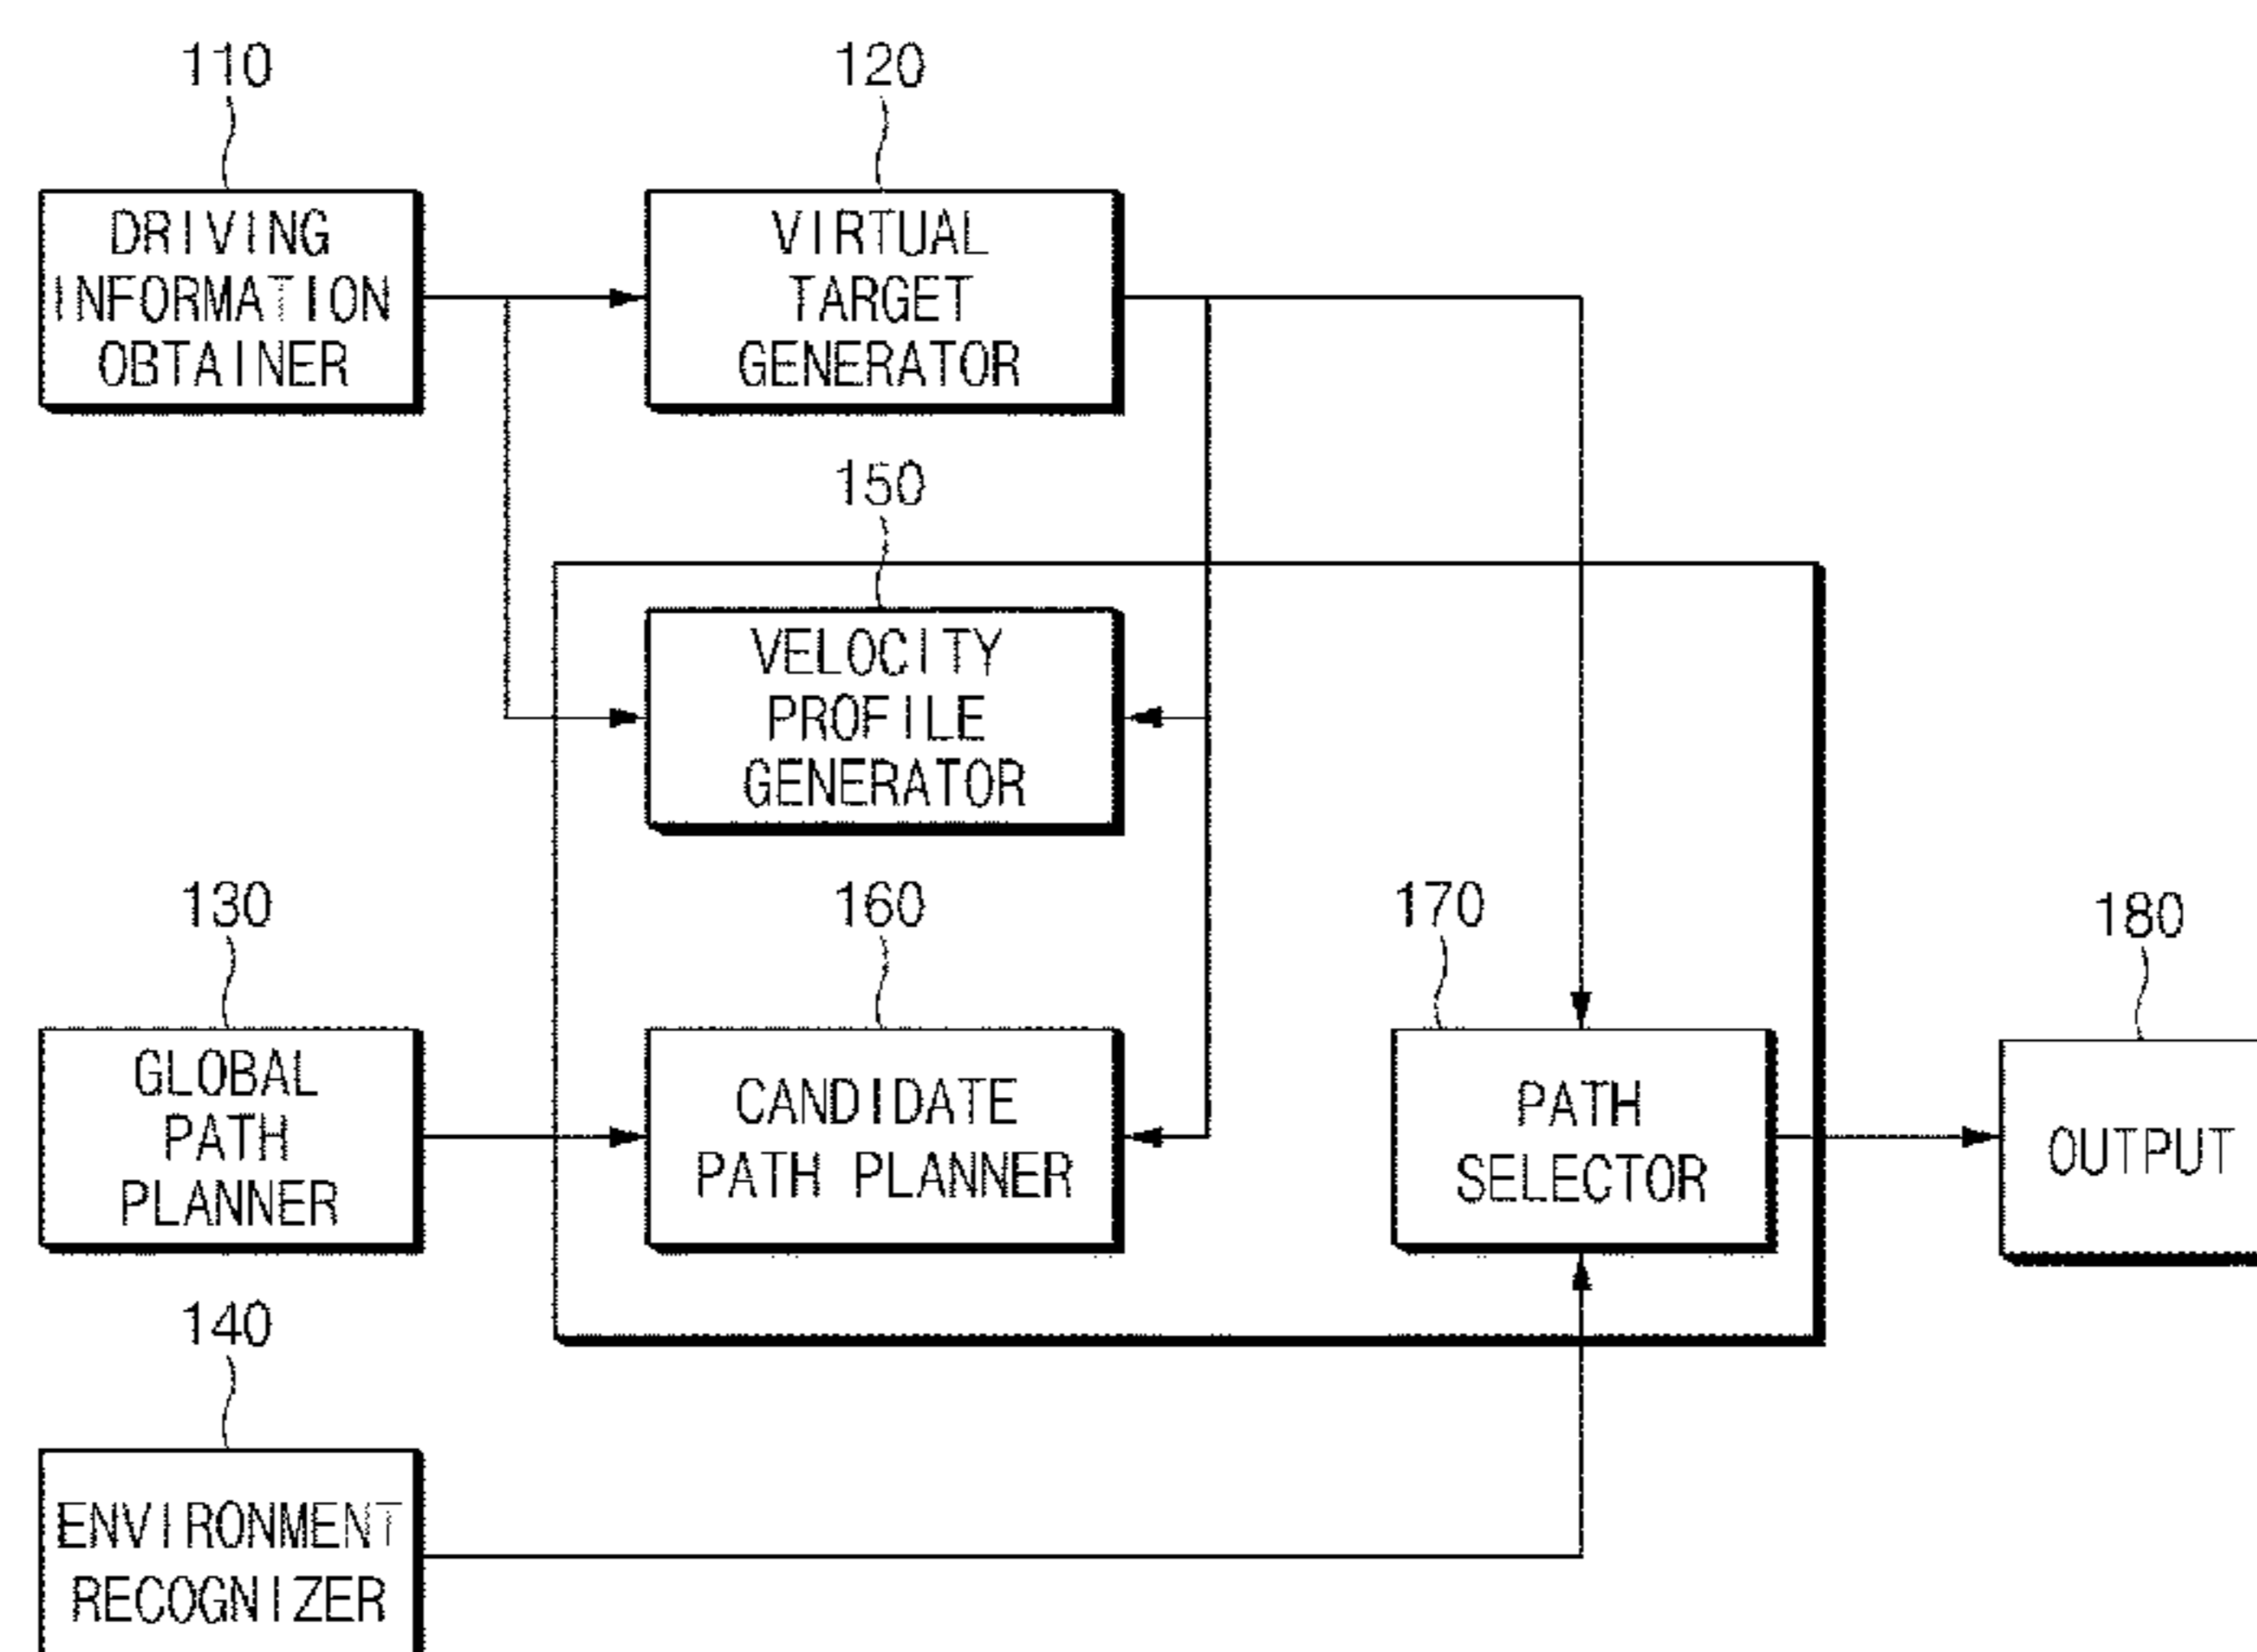 110
120
DRIVING
INFORMATION
OBTAINER
VIRTUAL
TARGET
GENERATOR
150
VELOCITY
PROFILE
GENERATOR
130
160
170
180
GLOBAL
PATH
PLANNER
CANDIDATE
PATH PLANNER
PATH
SELECTOR
OUTPUT
140
ENVIRONMENT
RECOGNIZER